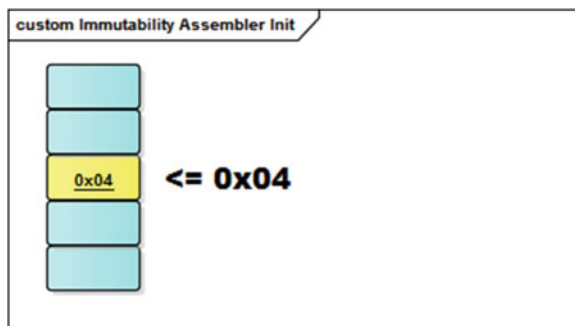 custom Immutability Assembler Init
0x04 <= 0x04